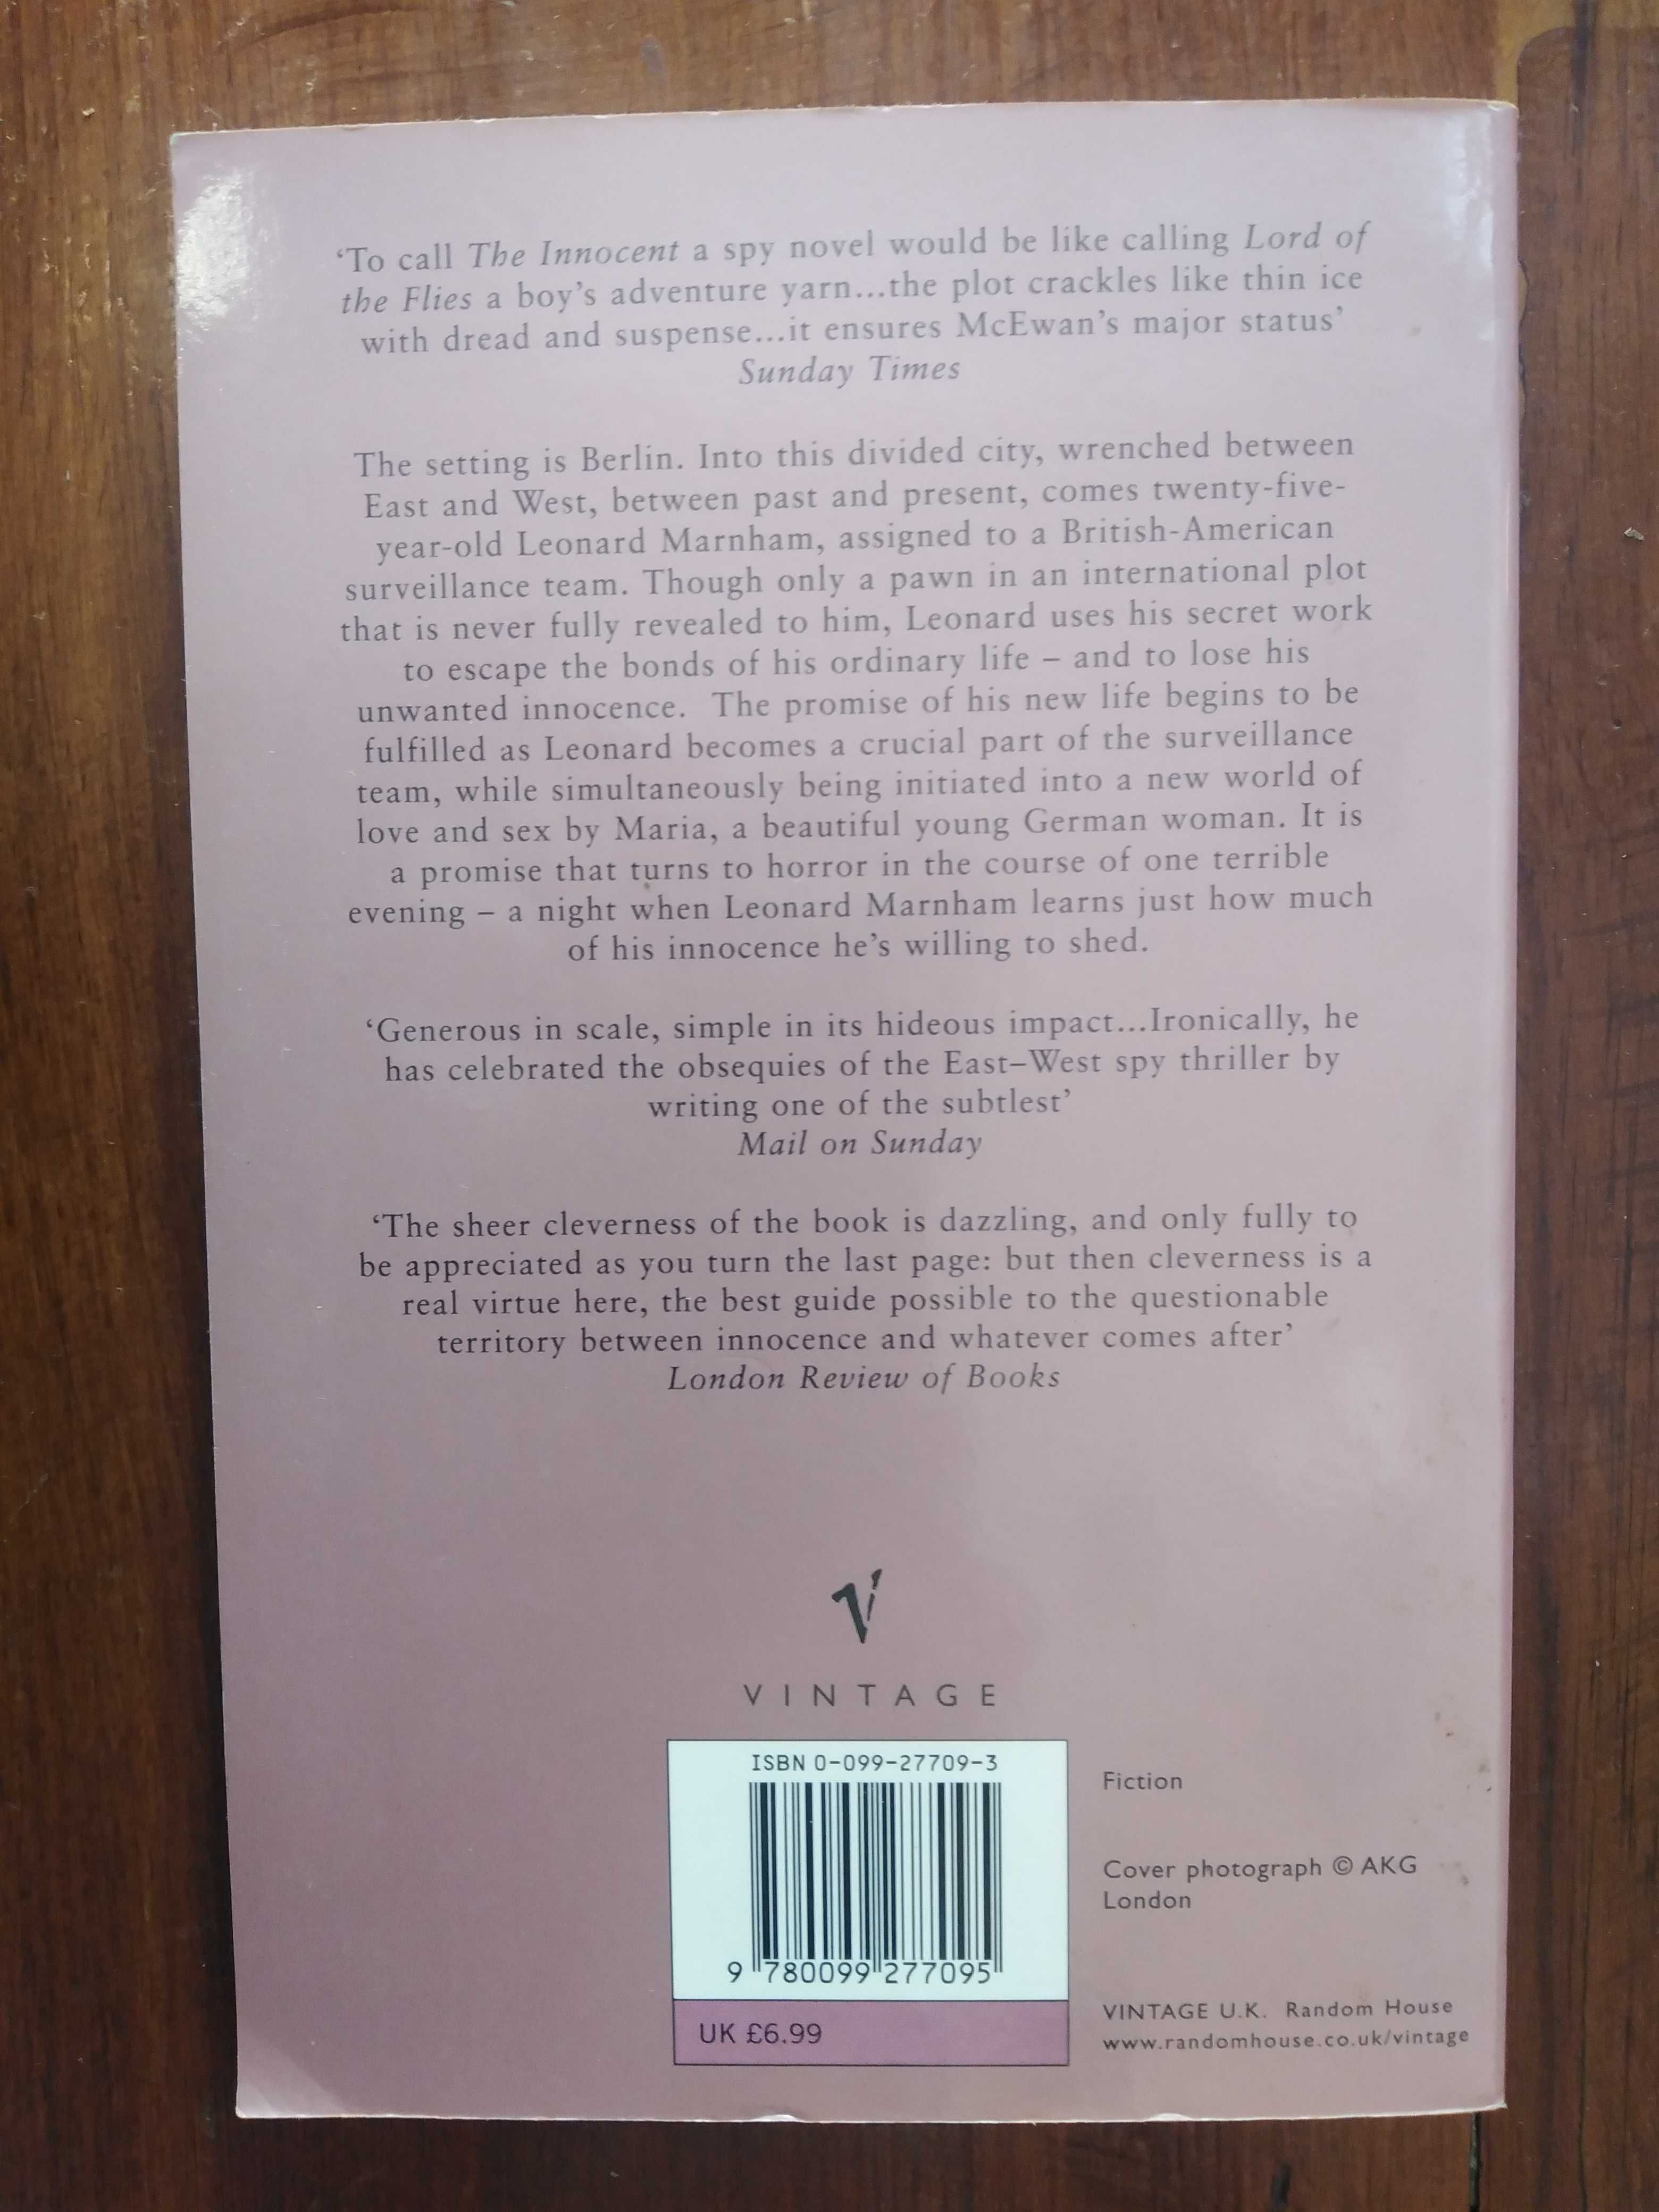 ‘To call The Innocent a spy novel would be like calling Lord of
the Flies a boy’s adventure yarn...the plot crackles like thin ice
with dread and suspense...it ensures McEwan’s major status’
Sunday Times
The setting is Berlin. Into this divided city, wrenched between
East and West, between past and present, comes twenty-five-
year-old Leonard Marnham, assigned to a British-American
surveillance team. Though only a pawn in an international plot
that is never fully revealed to him, Leonard uses his secret work
to escape the bonds of his ordinary life – and to lose his
unwanted innocence. The promise of his new life begins to be
fulfilled as Leonard becomes a crucial part of the surveillance
team, while simultaneously being initiated into a new world of
love and sex by Maria, a beautiful young German woman. It is
a promise that turns to horror in the course of one terrible
evening – a night when Leonard Marnham learns just how much
of his innocence he’s willing to shed.
‘Generous in scale, simple in its hideous impact...Ironically, he
has celebrated the obsequies of the East–West spy thriller by
writing one of the subtlest’
Mail on Sunday
‘The sheer cleverness of the book is dazzling, and only fully to
be appreciated as you turn the last page: but then cleverness is a
real virtue here, the best guide possible to the questionable
territory between innocence and whatever comes after’
London Review of Books
V
VINTAGE
ISBN 0-099-27709-3
9 780099 277095
UK £6.99
Fiction
Cover photograph © AKG
London
VINTAGE U.K. Random House
www.randomhouse.co.uk/vintage